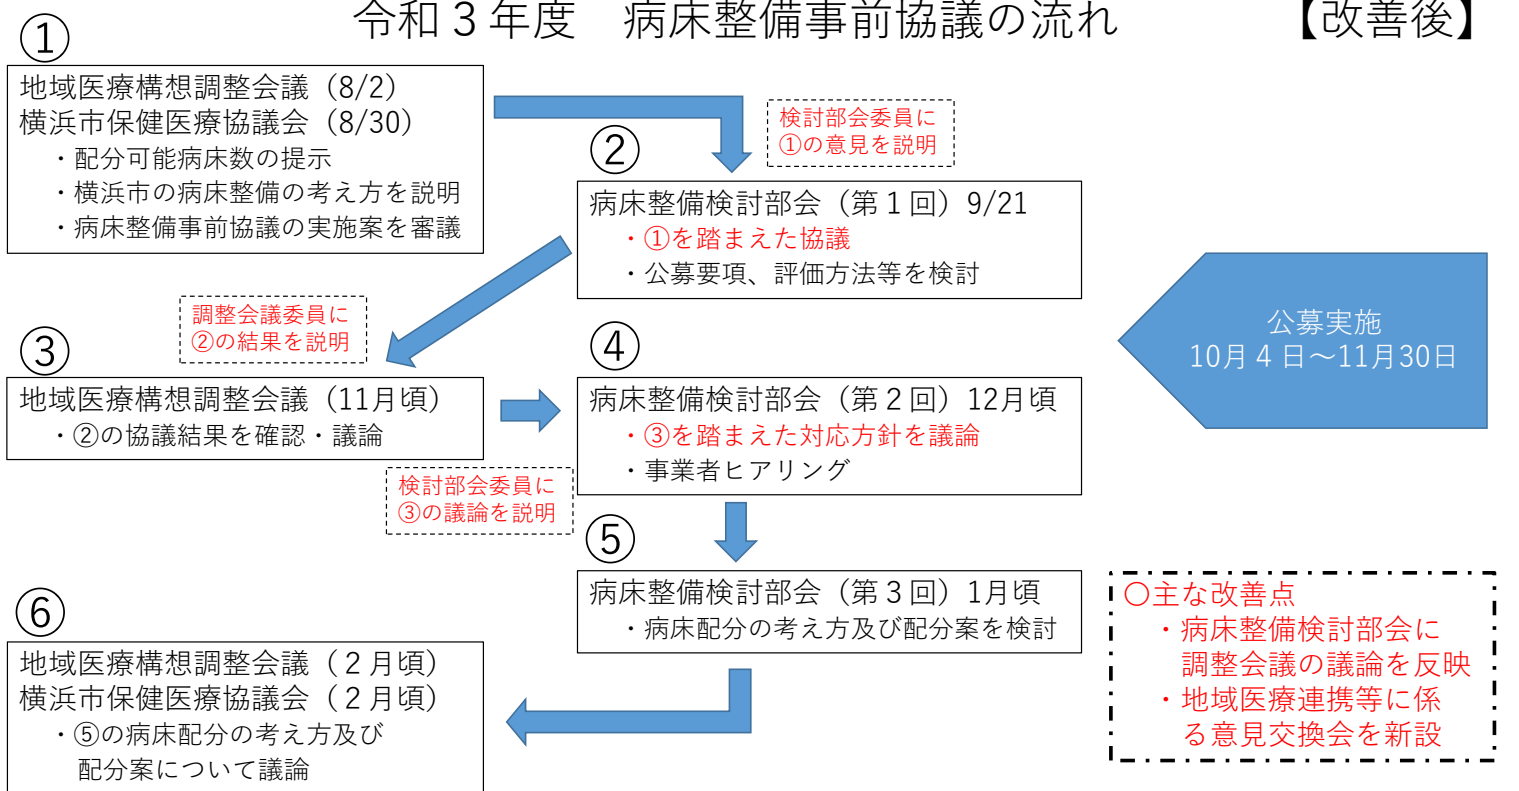 令和３年度　病床整備事前協議の流れ　【改善後】
①
地域医療構想調整会議（8/2）
横浜市保健医療協議会（8/30）
・配分可能病床数の提示
・横浜市の病床整備の考え方を説明
・病床整備事前協議の実施案を審議
検討部会委員に
①の意見を説明
②
病床整備検討部会（第１回）9/21
・①を踏まえた協議
・公募要項、評価方法等を検討
調整会議委員に
②の結果を説明
③
地域医療構想調整会議（11月頃）
・②の協議結果を確認・議論
検討部会委員に
③の議論を説明
④
病床整備検討部会（第２回）12月頃
・③を踏まえた対応方針を議論
・事業者ヒアリング
公募実施
10月４日～11月30日
⑤
病床整備検討部会（第３回）1月頃
・病床配分の考え方及び配分案を検討
⑥
地域医療構想調整会議（２月頃）
横浜市保健医療協議会（２月頃）
・⑤の病床配分の考え方及び
配分案について議論
〇主な改善点
・病床整備検討部会に
調整会議の議論を反映
・地域医療連携等に係
る意見交換会を新設